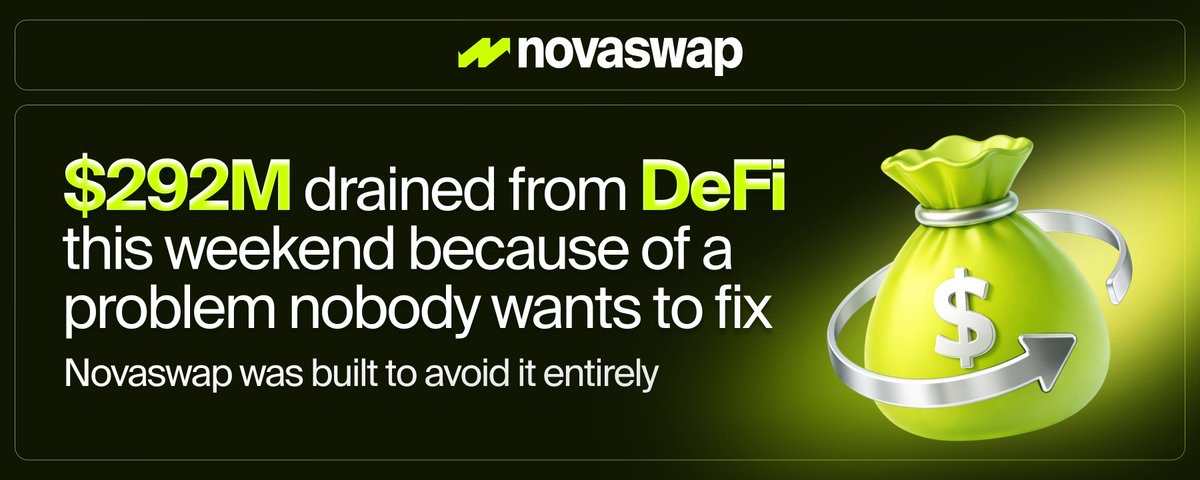 novaswap
$292M drained from DeFi
this weekend because of a
problem nobody wants to fix
Novaswap was built to avoid it entirely
$